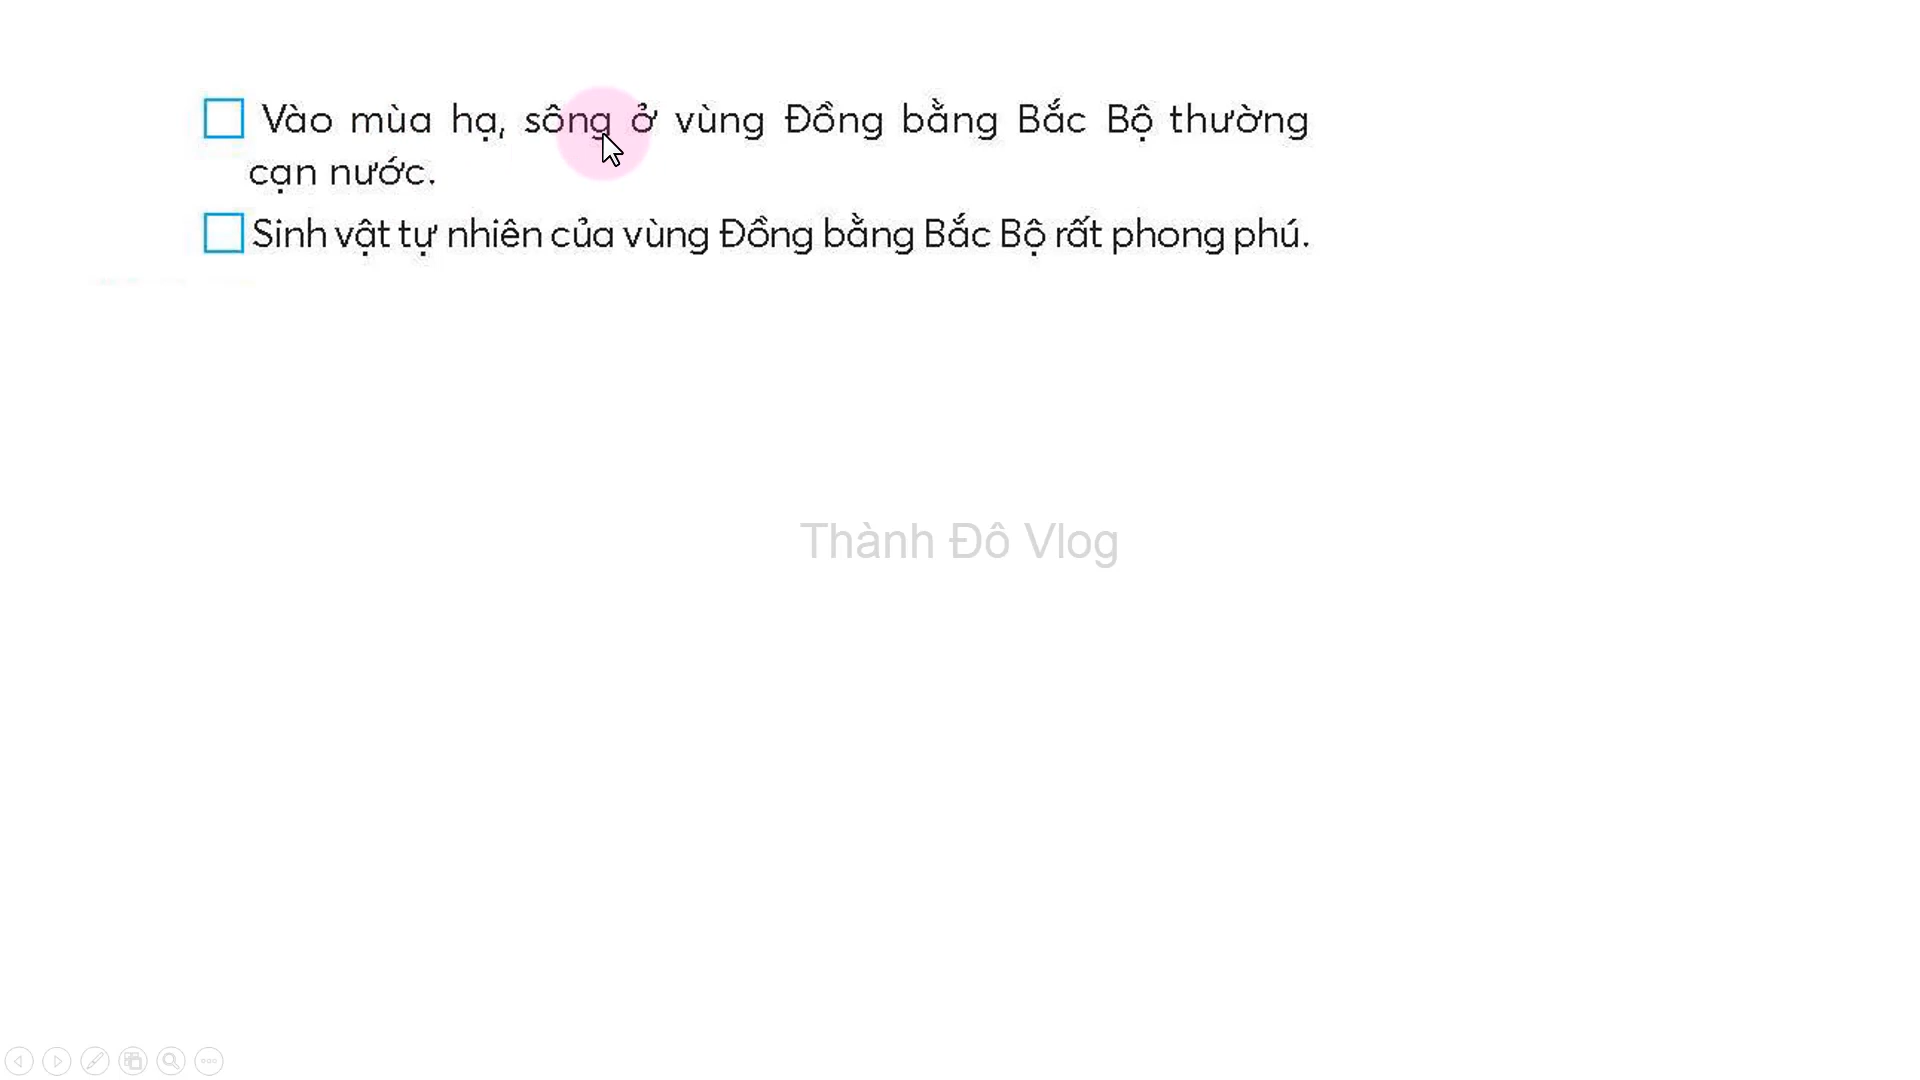 Vào mùa hạ, sông ở vùng Đồng bằng Bắc Bộ thường
cạn nước.
Sinh vật tự nhiên của vùng Đồng bằng Bắc Bộ rất phong phú.
Thành Đô Vlog